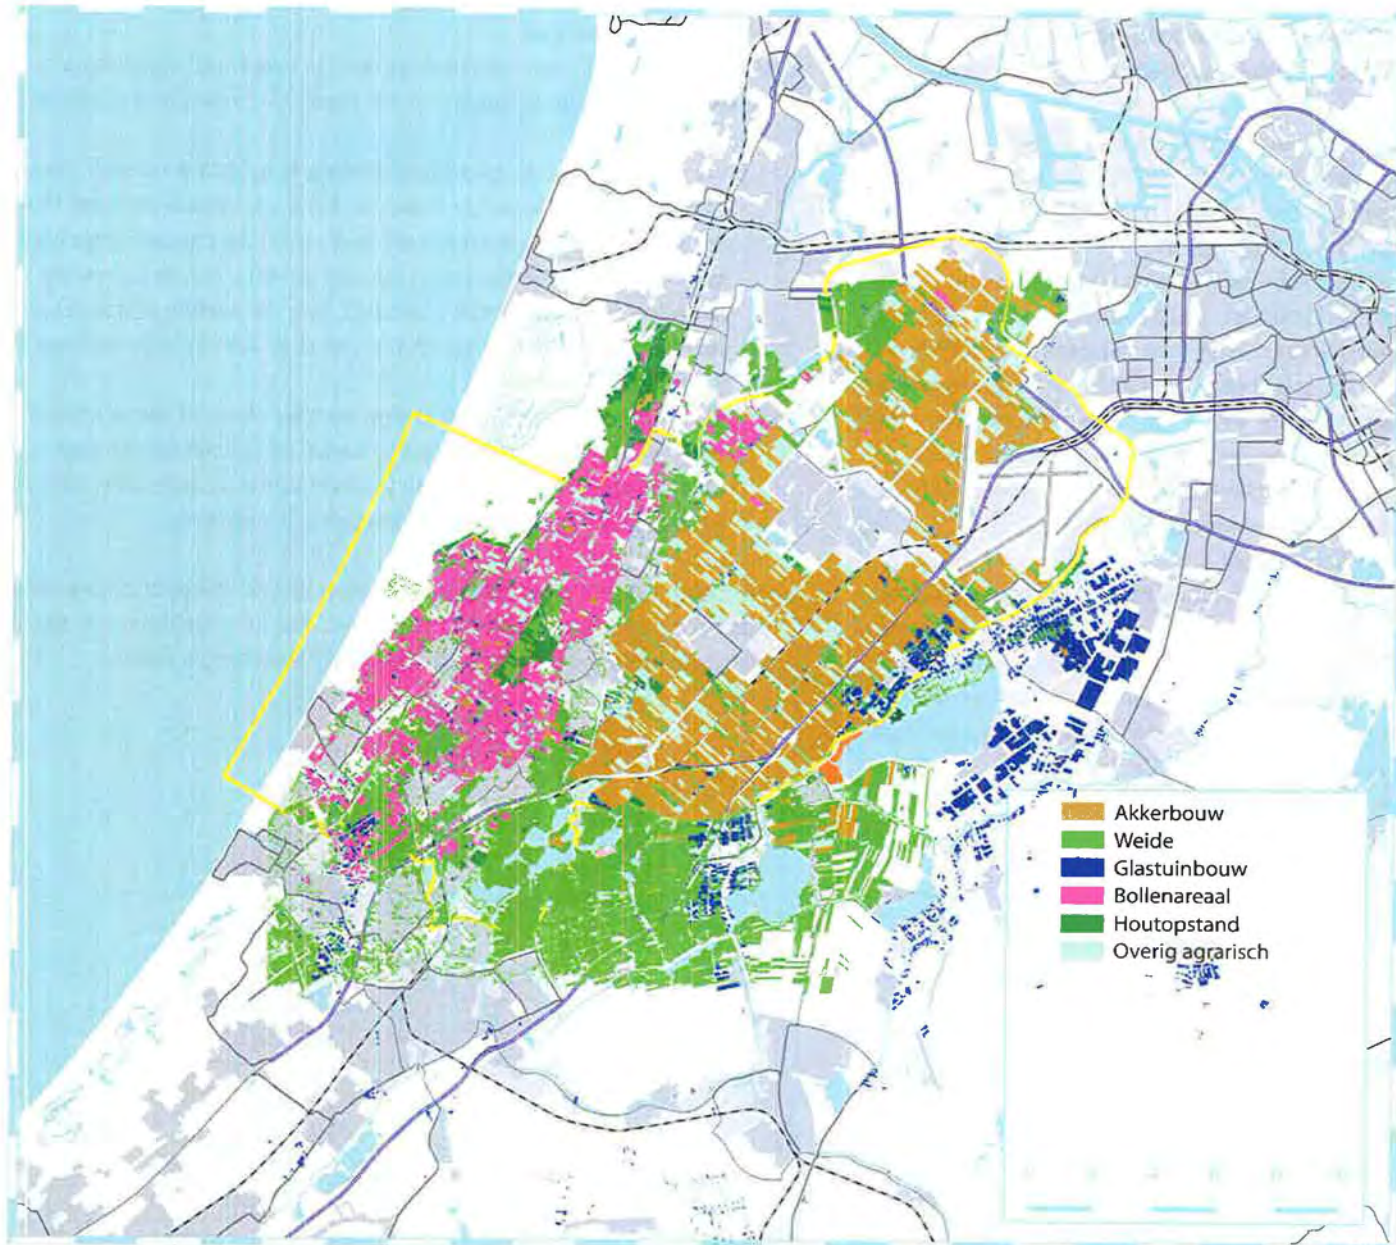 Akkerbouw
Weide
Glastuinbouw
Bollenareaal
Houtopstand
Overig agrarisch